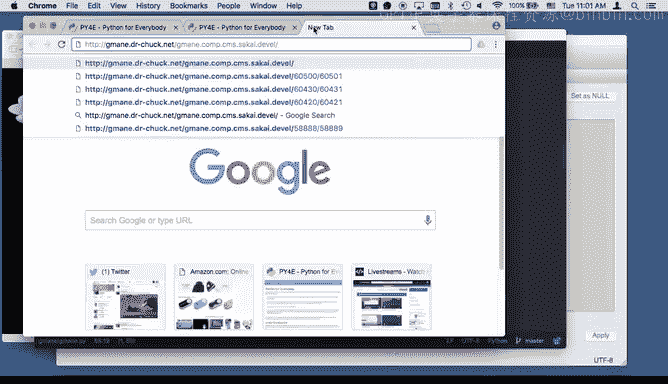 Chrome File Edit View History Bookmarks People Window Help
100% Tue 11:01 AM
PY4E - Python for Everybody
PY4E - Python for Everybody
New Tab
http://gmane.dr-chuck.net/gmane.comp.cms.sakai.devel/
http://gmane.dr-chuck.net/gmane.comp.cms.sakai.devel/
http://gmane.dr-chuck.net/gmane.comp.cms.sakai.devel/60500/60501
http://gmane.dr-chuck.net/gmane.comp.cms.sakai.devel/60430/60431
http://gmane.dr-chuck.net/gmane.comp.cms.sakai.devel/60420/60421
http://gmane.dr-chuck.net/gmane.comp.cms.sakai.devel/ - Google Search
http://gmane.dr-chuck.net/gmane.comp.cms.sakai.devel/58888/58889
Set as NULL
Google
Search Google or type URL
(1) Twitter
Amazon.com: Online
PY4E - Python for Ev
Livestreams - Watch
Apply
LF UTF-8 Python master
UTF-8